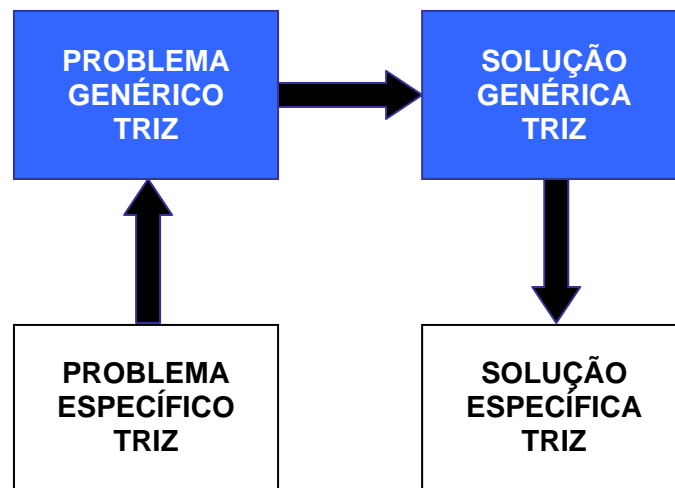 PROBLEMA
GENÉRICO
TRIZ
SOLUÇÃO
GENÉRICA
TRIZ
PROBLEMA
ESPECÍFICO
TRIZ
SOLUÇÃO
ESPECÍFICA
TRIZ